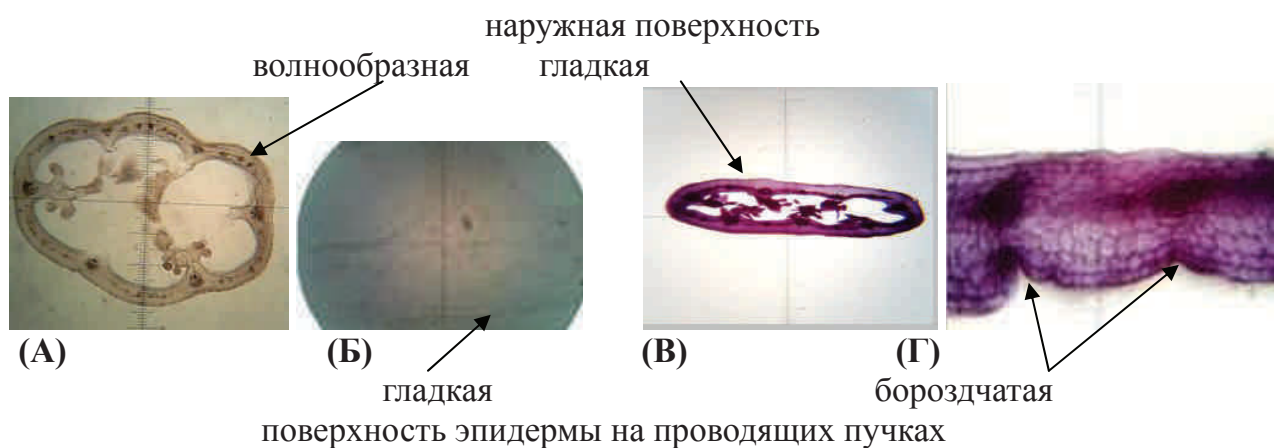 наружная поверхность
волнообразная гладкая
(А) (Б) (В) (Г)
гладкая бороздчатая
поверхность эпидермы на проводящих пучках